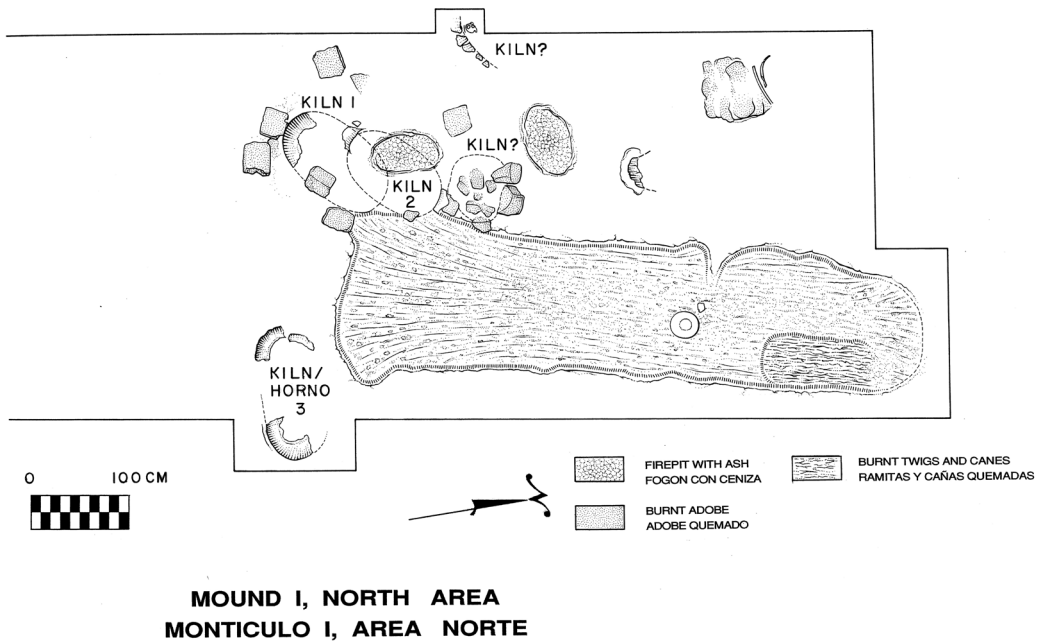 KILN?
KILN 1
KILN?
KILN
2
KILN/
HORNO
3
0 100 CM
FIREPIT WITH ASH
FOGON CON CENIZA
BURNT TWIGS AND CANES
RAMITAS Y CAÑAS QUEMADAS
BURNT ADOBE
ADOBE QUEMADO
MOUND I, NORTH AREA
MONTICULO I, AREA NORTE